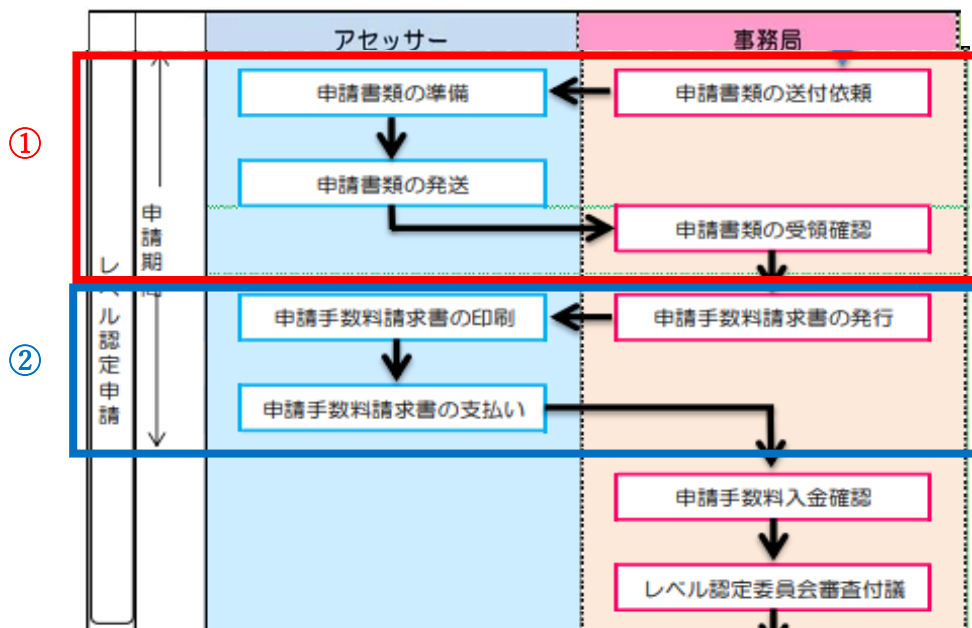 アセッサー
事務局
①
申請書類の準備
申請書類の送付依頼
申請書類の発送
申請書類の受領確認
申請期間
レベル認定申請
②
申請手数料請求書の印刷
申請手数料請求書の発行
申請手数料請求書の支払い
申請手数料入金確認
レベル認定委員会審査付議